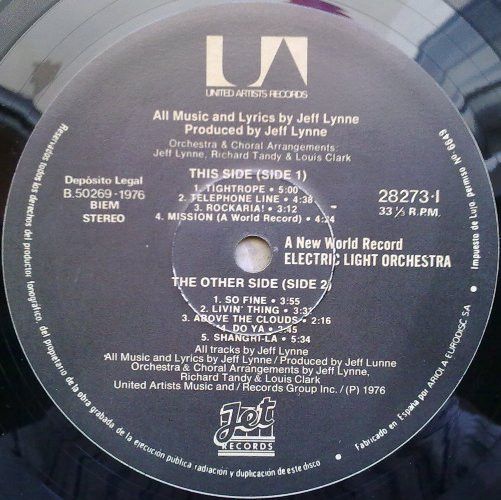 UA
UNITED ARTISTS RECORDS
All Music and Lyrics by Jeff Lynne
Produced by Jeff Lynne
Orchestra & Choral Arrangements:
Jeff Lynne, Richard Tandy & Louis Clark
THIS SIDE (SIDE 1)
1. TIGHTROPE • 5:00
2. TELEPHONE LINE • 4:38
3. ROCKARIA! • 3:12
4. MISSION (A World Record) • 4:24
Depósito Legal
B.50269-1976
BIEM
STEREO
28273-I
33 ⅓ R.P.M.
A New World Record
ELECTRIC LIGHT ORCHESTRA
THE OTHER SIDE (SIDE 2)
1. SO FINE • 3:55
2. LIVIN' THING • 3:32
3. ABOVE THE CLOUDS • 2:16
4. DO YA • 3:45
5. SHANGRI-LA • 5:34
All tracks by Jeff Lynne
All Music and Lyrics by Jeff Lynne/Produced by Jeff Lunne
Orchestra & Choral Arrangements by Jeff Lynne,
Richard Tandy & Louis Clark
United Artists Music and/Records Group Inc./(P) 1976
Jet
RECORDS
Reservados todos los derechos del productor fonográfico, del propietario de la obra grabada, de la ejecución pública radiación y duplicación de este disco
Fabricado en España por ARIOLA EURODISC SA
Impuesto de Lujo, permiso No 6849